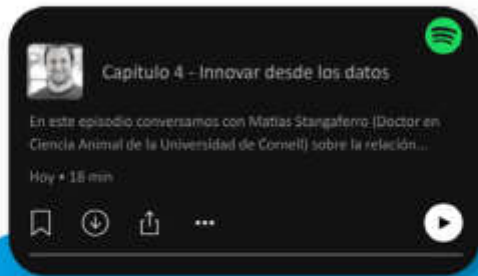 Capítulo 4 - Innovar desde los datos
En este episodio conversamos con Matias Stangaferro (Doctor en
Ciencia Animal de la Universidad de Cornell) sobre la relación...
Hoy • 18 min